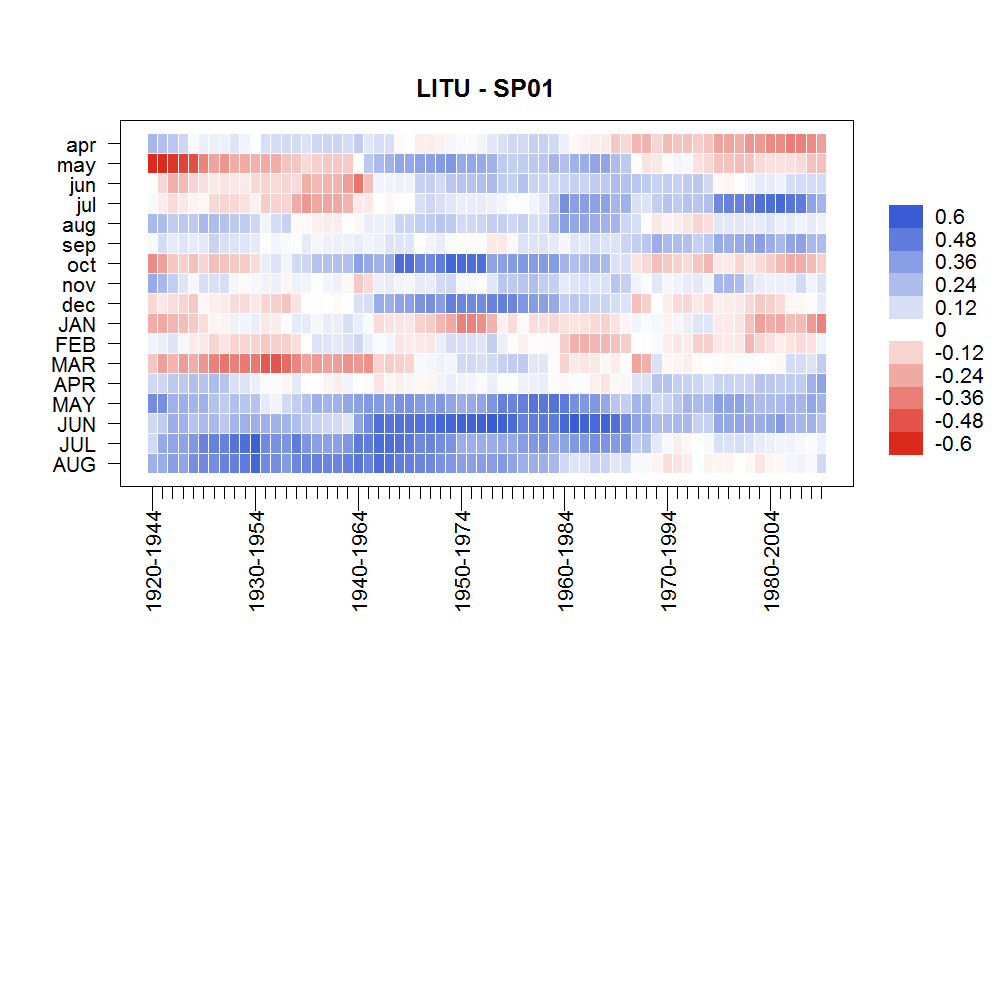 LITU - SP01
apr
may
jun
jul
aug
sep
oct
nov
dec
JAN
FEB
MAR
APR
MAY
JUN
JUL
AUG
1920-1944
1930-1954
1940-1964
1950-1974
1960-1984
1970-1994
1980-2004
0.6
0.48
0.36
0.24
0.12
0
-0.12
-0.24
-0.36
-0.48
-0.6